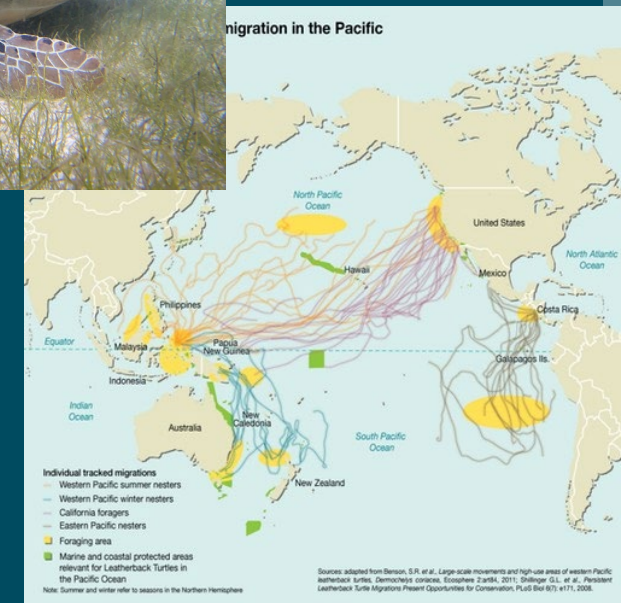 nigration in the Pacific
North Pacific
Ocean
United States
Hawaii
North Atlantic
Ocean
Mexico
Philippines
Costa Rica
Equator
Malaysia
Papua
New Guinea
Galapagos Ils.
Indonesia
Indian
Ocean
New
Caledonia
Australia
South Pacific
Ocean
New Zealand
Individual tracked migrations
Western Pacific summer nesters
Western Pacific winter nesters
California foragers
Eastern Pacific nesters
Foraging area
Marine and coastal protected areas
relevant for Leatherback Turtles in
the Pacific Ocean
Note: Summer and winter refer to seasons in the Northern Hemisphere
Sources: adapted from Benson, S.R. et al., Large-scale movements and high-use areas of western Pacific
leatherback turtles, Dermochelys coriacea, Ecosphere 2:art84, 2011; Shillinger G.L. et al., Persistent
Leatherback Turtle Migrations Present Opportunities for Conservation, PLoS Biol 6(7): e171, 2008.